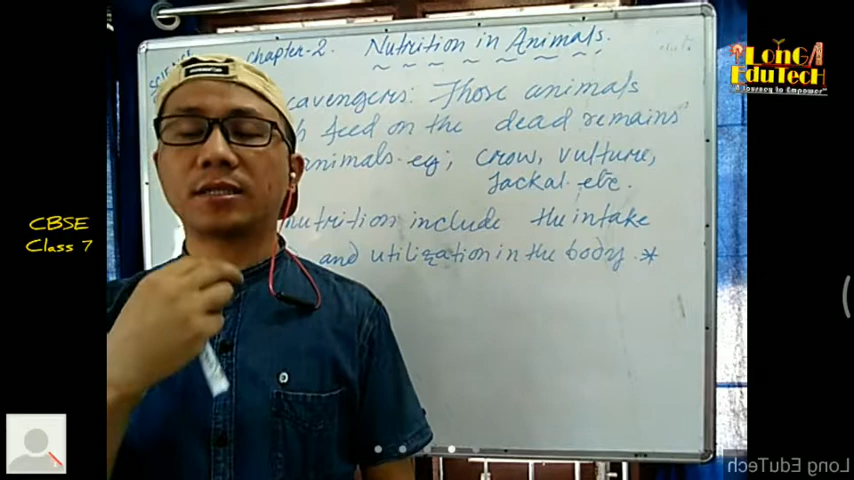 Science Chapter-2. Nutrition in Animals.
cavengers: Those animals
h feed on the dead remains
animals. eg; crow, vulture,
Jackal. etc.
nutrition include the intake
and utilization in the body. *
CBSE
Class 7
LonGA
EduTecH
A Journey to Empower
Long EduTech